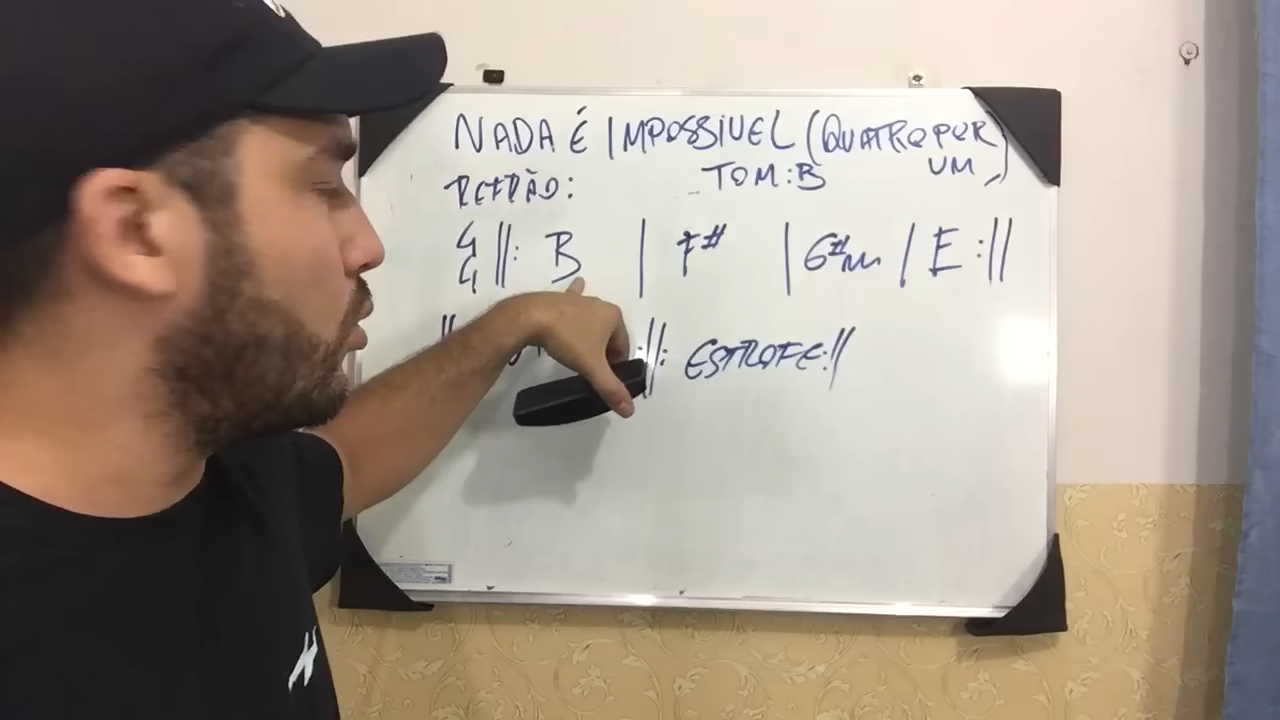 NADA É IMPOSSIVEL (QUATRO POR UM)
REFRÃO: TOM: B
4 4 ||: B | F# | G#m | E :||
:||: ESTROFE :||